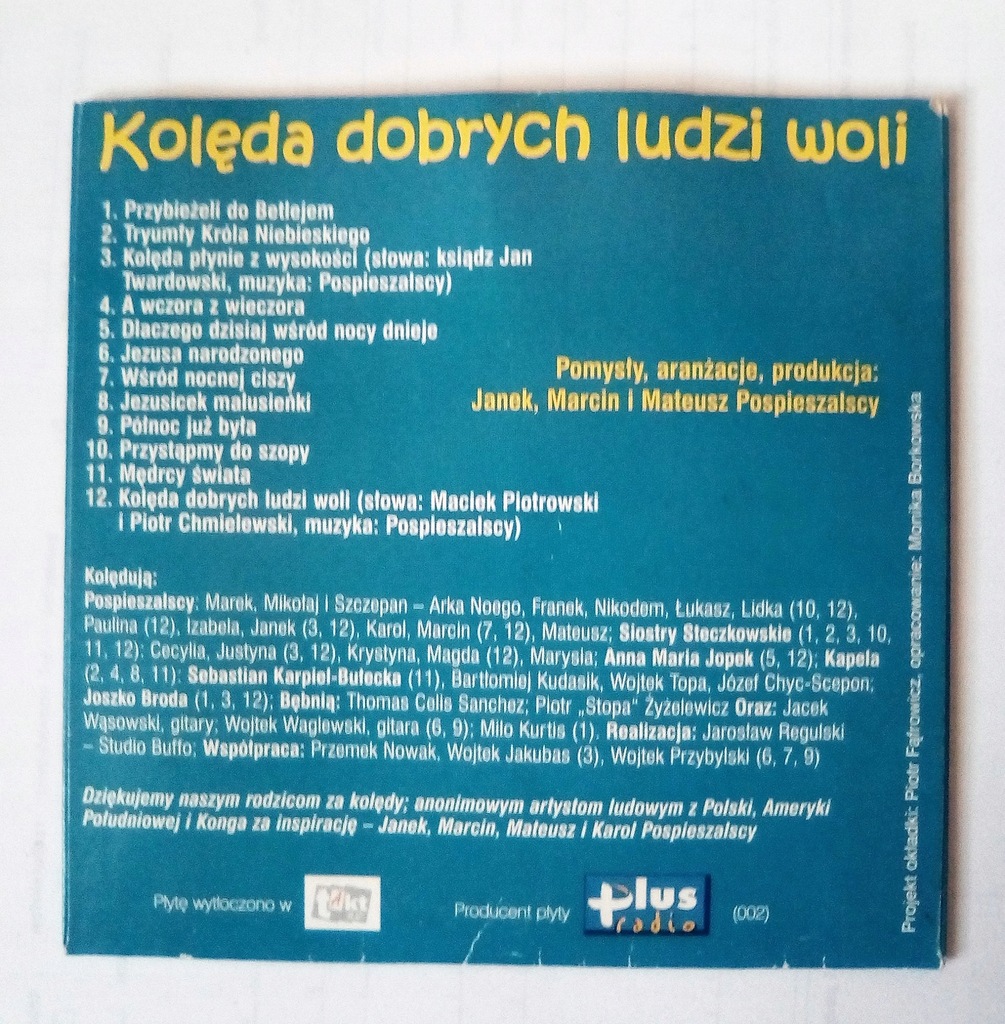 Kolęda dobrych ludzi woli
1. Przybieżeli do Betlejem
2. Tryumfy Króla Niebieskiego
3. Kolęda płynie z wysokości (słowa: ksiądz Jan
Twardowski, muzyka: Pospieszalscy)
4. A wczora z wieczora
5. Dlaczego dzisiaj wśród nocy dnieje
6. Jezusa narodzonego
7. Wśród nocnej ciszy
8. Jezusicek malusieńki
9. Północ już była
10. Przystąpmy do szopy
11. Mędrcy świata
12. Kolęda dobrych ludzi woli (słowa: Maciek Piotrowski
i Piotr Chmielewski, muzyka: Pospieszalscy)
Pomysły, aranżacje, produkcja:
Janek, Marcin i Mateusz Pospieszalscy
Kolędują:
Pospieszalscy: Marek, Mikołaj i Szczepan – Arka Noego, Franek, Nikodem, Łukasz, Lidka (10, 12),
Paulina (12), Izabela, Janek (3, 12), Karol, Marcin (7, 12), Mateusz; Siostry Steczkowskie (1, 2, 3, 10,
11, 12): Cecylia, Justyna (3, 12), Krystyna, Magda (12), Marysia; Anna Maria Jopek (5, 12); Kapela
(2, 4, 8, 11): Sebastian Karpiel-Bułecka (11), Bartłomiej Kudasik, Wojtek Topa, Józef Chyc-Scepon;
Joszko Broda (1, 3, 12); Bębnią: Thomas Celis Sanchez; Piotr „Stopa" Żyżelewicz Oraz: Jacek
Wąsowski, gitary; Wojtek Waglewski, gitara (6, 9); Milo Kurtis (1). Realizacja: Jarosław Regulski
– Studio Buffo; Współpraca: Przemek Nowak, Wojtek Jakubas (3), Wojtek Przybylski (6, 7, 9)
Dziękujemy naszym rodzicom za kolędy; anonimowym artystom ludowym z Polski, Ameryki
Południowej i Konga za inspirację – Janek, Marcin, Mateusz i Karol Pospieszalscy
Płytę wytłoczono w takt
Producent płyty plus radio (002)
Projekt okładki: Piotr Fąfrowicz, opracowanie: Monika Borkowska